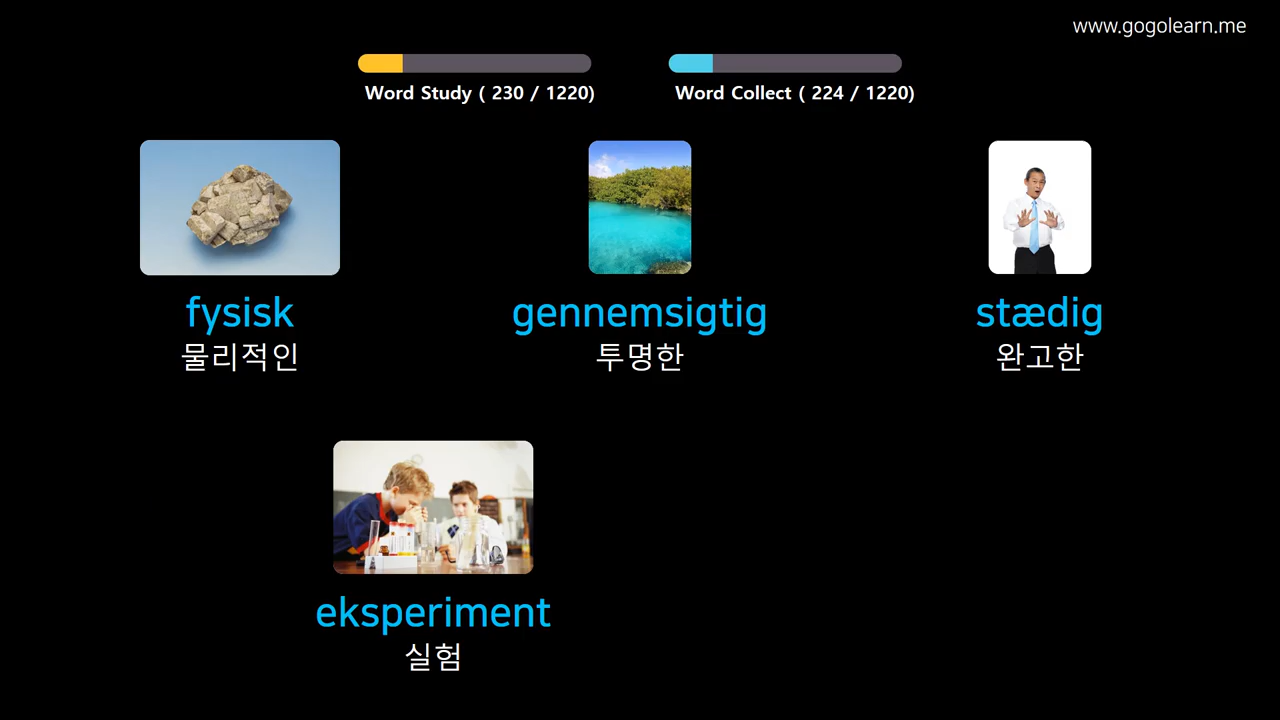 www.gogolearn.me
Word Study ( 230 / 1220)
Word Collect ( 224 / 1220)
fysisk
물리적인
gennemsigtig
투명한
stædig
완고한
eksperiment
실험